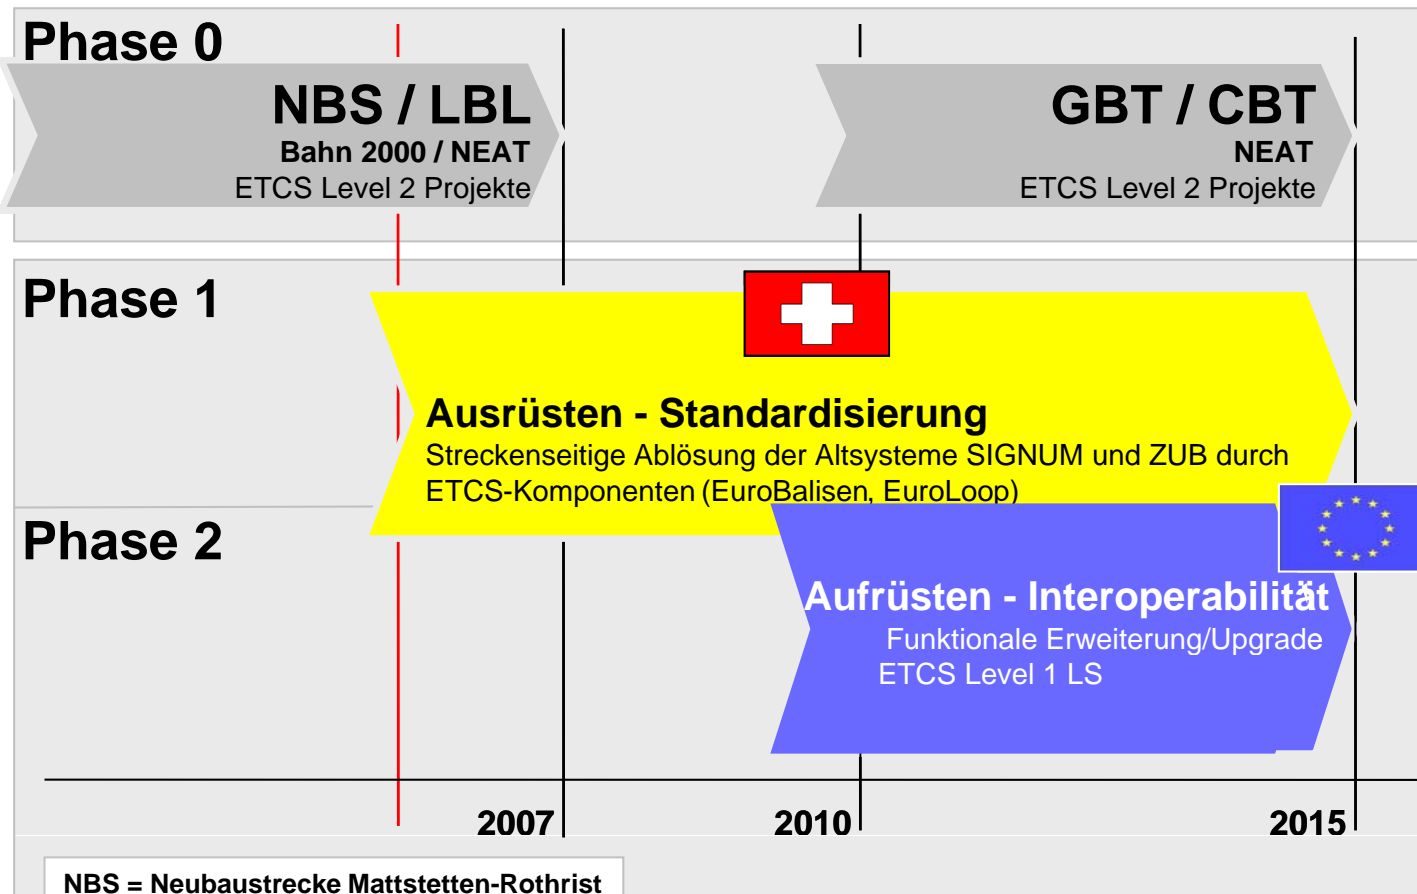 Phase 0
NBS / LBL
Bahn 2000 / NEAT
ETCS Level 2 Projekte
GBT / CBT
NEAT
ETCS Level 2 Projekte
Phase 1
Ausrüsten - Standardisierung
Streckenseitige Ablösung der Altsysteme SIGNUM und ZUB durch
ETCS-Komponenten (EuroBalisen, EuroLoop)
Phase 2
Aufrüsten - Interoperabilität
Funktionale Erweiterung/Upgrade
ETCS Level 1 LS
2007
2010
2015
NBS = Neubaustrecke Mattstetten-Rothrist